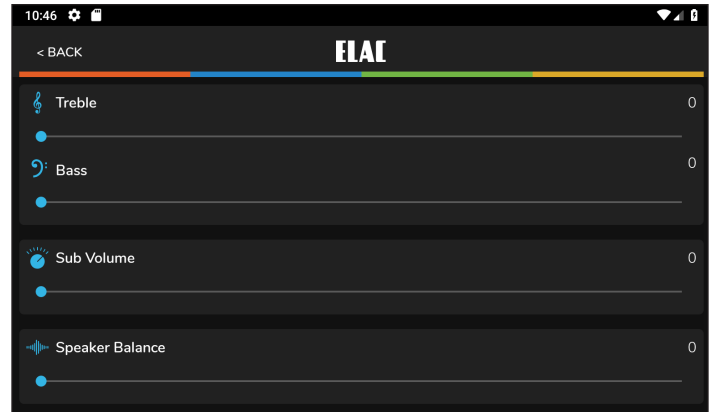 10:46
< BACK
ELAC
Treble 0
Bass 0
Sub Volume 0
Speaker Balance 0